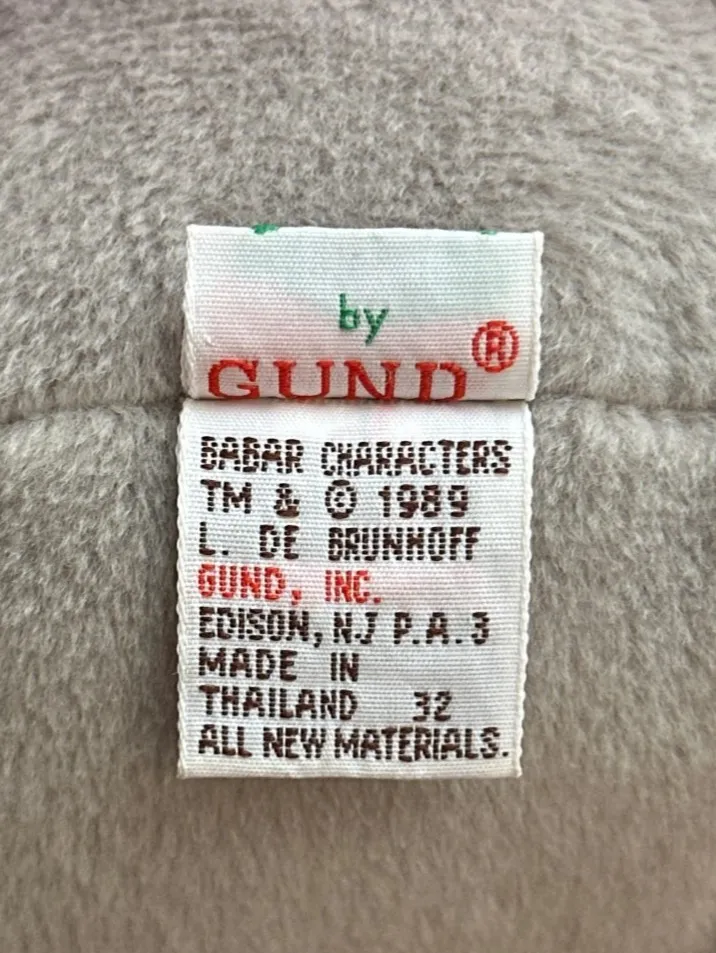 by
GUND®
BABAR CHARACTERS
TM & © 1989
L. DE BRUNHOFF
GUND, INC.
EDISON, NJ P.A.3
MADE IN
THAILAND 32
ALL NEW MATERIALS.